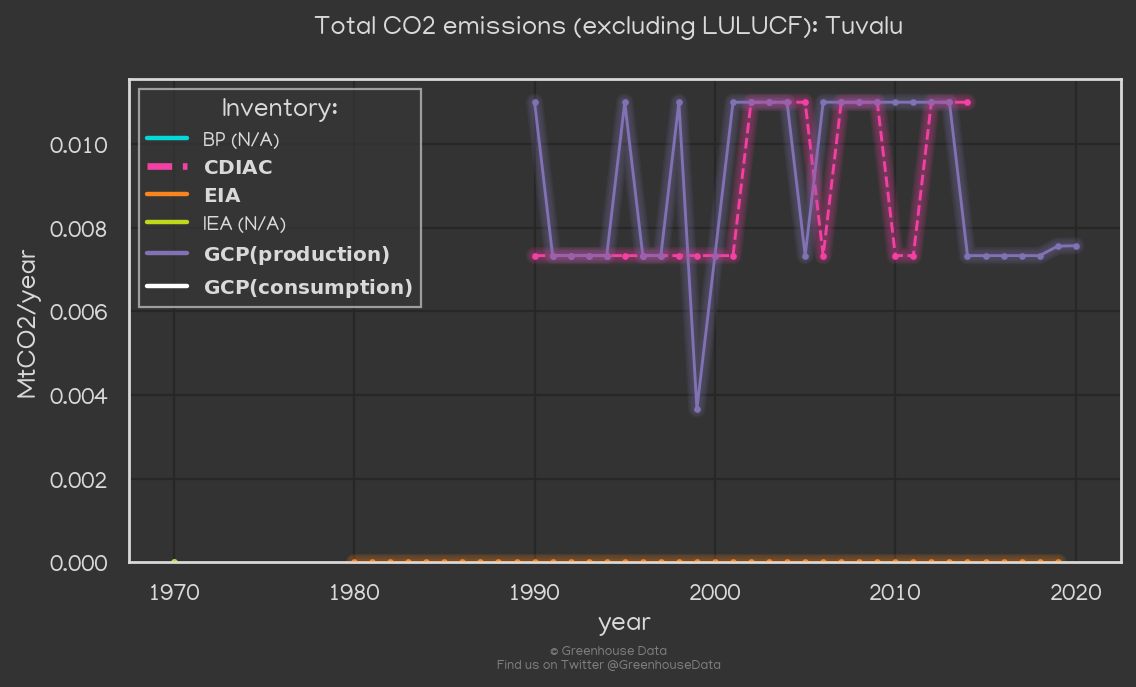 Total CO2 emissions (excluding LULUCF): Tuvalu
Inventory:
BP (N/A)
CDIAC
EIA
IEA (N/A)
GCP(production)
GCP(consumption)
MtCO2/year
0.010
0.008
0.006
0.004
0.002
0.000
1970 1980 1990 2000 2010 2020
year
© Greenhouse Data
Find us on Twitter @GreenhouseData